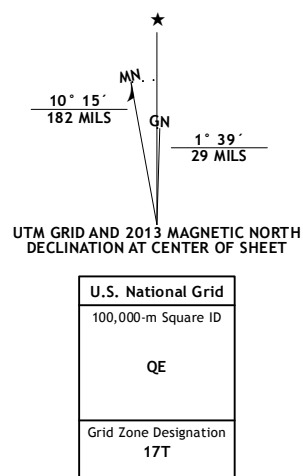 ★
MN
10° 15´
182 MILS
GN
1° 39´
29 MILS
UTM GRID AND 2013 MAGNETIC NORTH
DECLINATION AT CENTER OF SHEET
U.S. National Grid
100,000-m Square ID
QE
Grid Zone Designation
17T